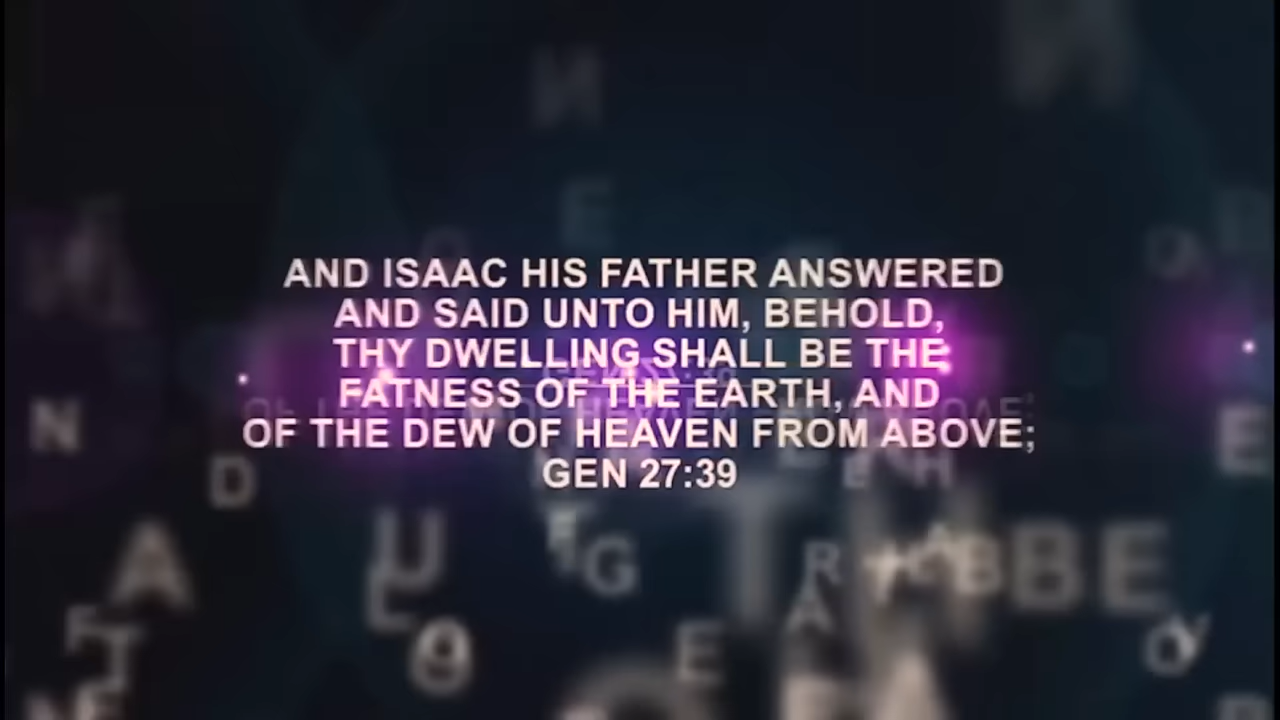 AND ISAAC HIS FATHER ANSWERED
AND SAID UNTO HIM, BEHOLD,
THY DWELLING SHALL BE THE
FATNESS OF THE EARTH, AND
OF THE DEW OF HEAVEN FROM ABOVE;
GEN 27:39